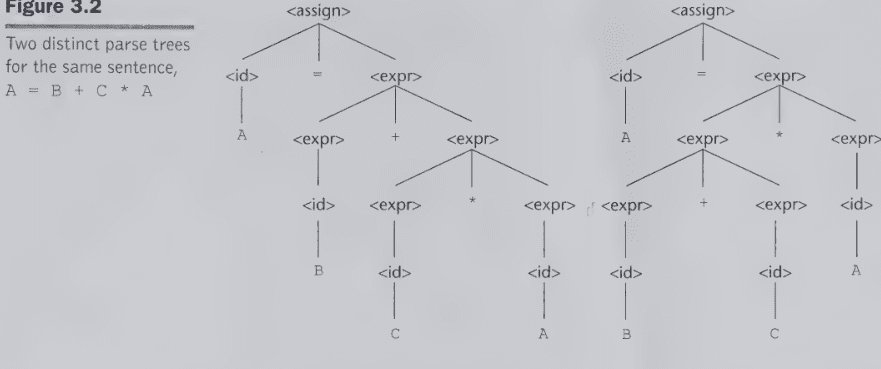 Figure 3.2
Two distinct parse trees
for the same sentence,
A = B + C * A
<assign>
<id> = <expr>
A <expr> + <expr>
<id> <expr> * <expr>
B <id> <id>
C A
<assign>
<id> = <expr>
A <expr> * <expr>
<expr> + <expr> <id>
<id> <id> A
B C